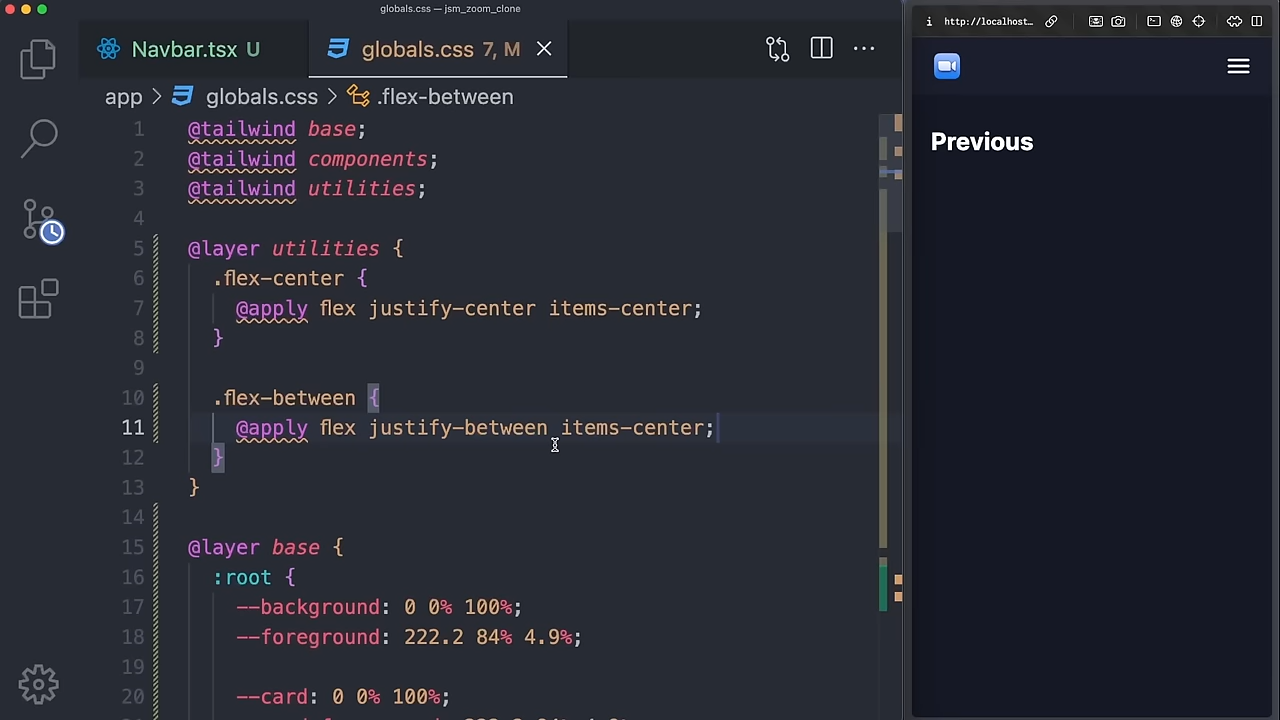 globals.css — jsm_zoom_clone
Navbar.tsx U
globals.css 7, M
app > globals.css > .flex-between
1 @tailwind base;
2 @tailwind components;
3 @tailwind utilities;
4
5 @layer utilities {
6 .flex-center {
7 @apply flex justify-center items-center;
8 }
9
10 .flex-between {
11 @apply flex justify-between items-center;
12 }
13 }
14
15 @layer base {
16 :root {
17 --background: 0 0% 100%;
18 --foreground: 222.2 84% 4.9%;
19
20 --card: 0 0% 100%;
http://localhost...
Previous